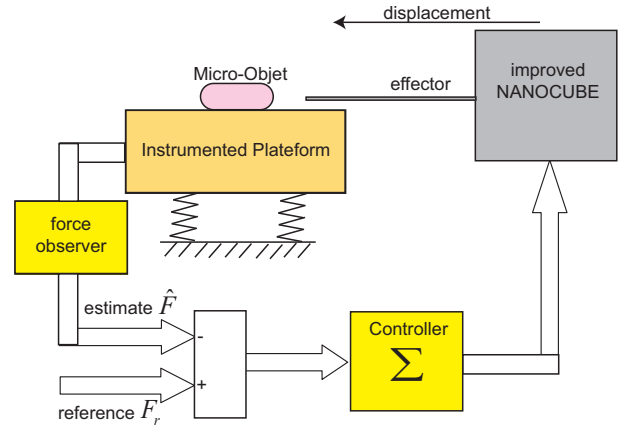 displacement
improved
NANOCUBE
Micro-Objet
effector
Instrumented Plateform
force
observer
estimate F̂
-
+
reference F_r
Controller
Σ